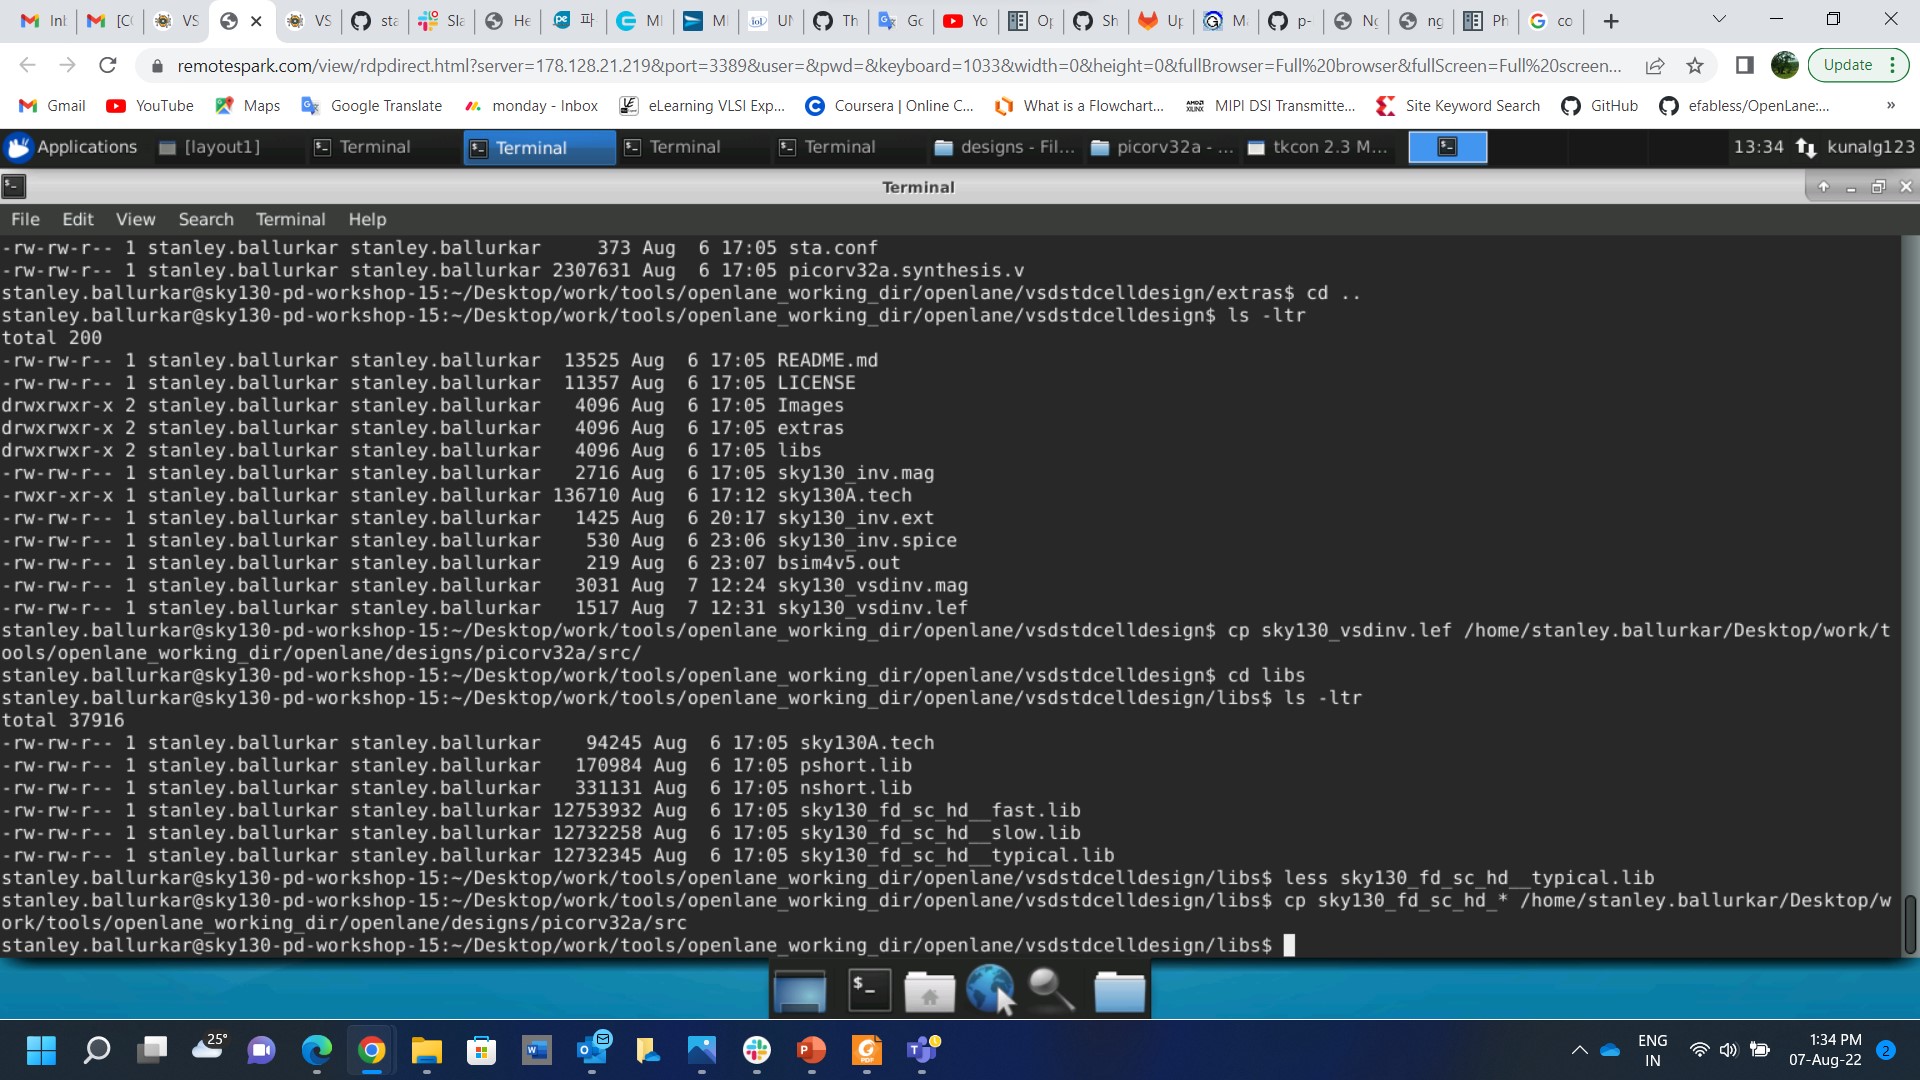 Int
[C(
VS
VS
sta
Sla
He
파
MI
MI
UN
Th
Go
Yo
Op
Sh
Up
Ma
p-
Ng
ng
Ph
co
remotespark.com/view/rdpdirect.html?server=178.128.21.219&port=3389&user=&pwd=&keyboard=1033&width=0&height=0&fullBrowser=Full%20browser&fullScreen=Full%20screen...
Update
Gmail
YouTube
Maps
Google Translate
monday - Inbox
eLearning VLSI Exp...
Coursera | Online C...
What is a Flowchart...
MIPI DSI Transmitte...
Site Keyword Search
GitHub
efabless/OpenLane:...
»
Applications
[layout1]
Terminal
Terminal
Terminal
Terminal
designs - Fil...
picorv32a - ...
tkcon 2.3 M...
13:34
kunalg123
Terminal
File Edit View Search Terminal Help
-rw-rw-r-- 1 stanley.ballurkar stanley.ballurkar     373 Aug  6 17:05 sta.conf
-rw-rw-r-- 1 stanley.ballurkar stanley.ballurkar 2307631 Aug  6 17:05 picorv32a.synthesis.v
stanley.ballurkar@sky130-pd-workshop-15:~/Desktop/work/tools/openlane_working_dir/openlane/vsdstdcelldesign/extras$ cd ..
stanley.ballurkar@sky130-pd-workshop-15:~/Desktop/work/tools/openlane_working_dir/openlane/vsdstdcelldesign$ ls -ltr
total 200
-rw-rw-r-- 1 stanley.ballurkar stanley.ballurkar  13525 Aug  6 17:05 README.md
-rw-rw-r-- 1 stanley.ballurkar stanley.ballurkar  11357 Aug  6 17:05 LICENSE
drwxrwxr-x 2 stanley.ballurkar stanley.ballurkar   4096 Aug  6 17:05 Images
drwxrwxr-x 2 stanley.ballurkar stanley.ballurkar   4096 Aug  6 17:05 extras
drwxrwxr-x 2 stanley.ballurkar stanley.ballurkar   4096 Aug  6 17:05 libs
-rw-rw-r-- 1 stanley.ballurkar stanley.ballurkar   2716 Aug  6 17:05 sky130_inv.mag
-rwxr-xr-x 1 stanley.ballurkar stanley.ballurkar 136710 Aug  6 17:12 sky130A.tech
-rw-rw-r-- 1 stanley.ballurkar stanley.ballurkar   1425 Aug  6 20:17 sky130_inv.ext
-rw-rw-r-- 1 stanley.ballurkar stanley.ballurkar    530 Aug  6 23:06 sky130_inv.spice
-rw-rw-r-- 1 stanley.ballurkar stanley.ballurkar    219 Aug  6 23:07 bsim4v5.out
-rw-rw-r-- 1 stanley.ballurkar stanley.ballurkar   3031 Aug  7 12:24 sky130_vsdinv.mag
-rw-rw-r-- 1 stanley.ballurkar stanley.ballurkar   1517 Aug  7 12:31 sky130_vsdinv.lef
stanley.ballurkar@sky130-pd-workshop-15:~/Desktop/work/tools/openlane_working_dir/openlane/vsdstdcelldesign$ cp sky130_vsdinv.lef /home/stanley.ballurkar/Desktop/work/t
ools/openlane_working_dir/openlane/designs/picorv32a/src/
stanley.ballurkar@sky130-pd-workshop-15:~/Desktop/work/tools/openlane_working_dir/openlane/vsdstdcelldesign$ cd libs
stanley.ballurkar@sky130-pd-workshop-15:~/Desktop/work/tools/openlane_working_dir/openlane/vsdstdcelldesign/libs$ ls -ltr
total 37916
-rw-rw-r-- 1 stanley.ballurkar stanley.ballurkar    94245 Aug  6 17:05 sky130A.tech
-rw-rw-r-- 1 stanley.ballurkar stanley.ballurkar   170984 Aug  6 17:05 pshort.lib
-rw-rw-r-- 1 stanley.ballurkar stanley.ballurkar   331131 Aug  6 17:05 nshort.lib
-rw-rw-r-- 1 stanley.ballurkar stanley.ballurkar 12753932 Aug  6 17:05 sky130_fd_sc_hd__fast.lib
-rw-rw-r-- 1 stanley.ballurkar stanley.ballurkar 12732258 Aug  6 17:05 sky130_fd_sc_hd__slow.lib
-rw-rw-r-- 1 stanley.ballurkar stanley.ballurkar 12732345 Aug  6 17:05 sky130_fd_sc_hd__typical.lib
stanley.ballurkar@sky130-pd-workshop-15:~/Desktop/work/tools/openlane_working_dir/openlane/vsdstdcelldesign/libs$ less sky130_fd_sc_hd__typical.lib
stanley.ballurkar@sky130-pd-workshop-15:~/Desktop/work/tools/openlane_working_dir/openlane/vsdstdcelldesign/libs$ cp sky130_fd_sc_hd_* /home/stanley.ballurkar/Desktop/w
ork/tools/openlane_working_dir/openlane/designs/picorv32a/src
stanley.ballurkar@sky130-pd-workshop-15:~/Desktop/work/tools/openlane_working_dir/openlane/vsdstdcelldesign/libs$
25°
ENG
IN
1:34 PM
07-Aug-22
2